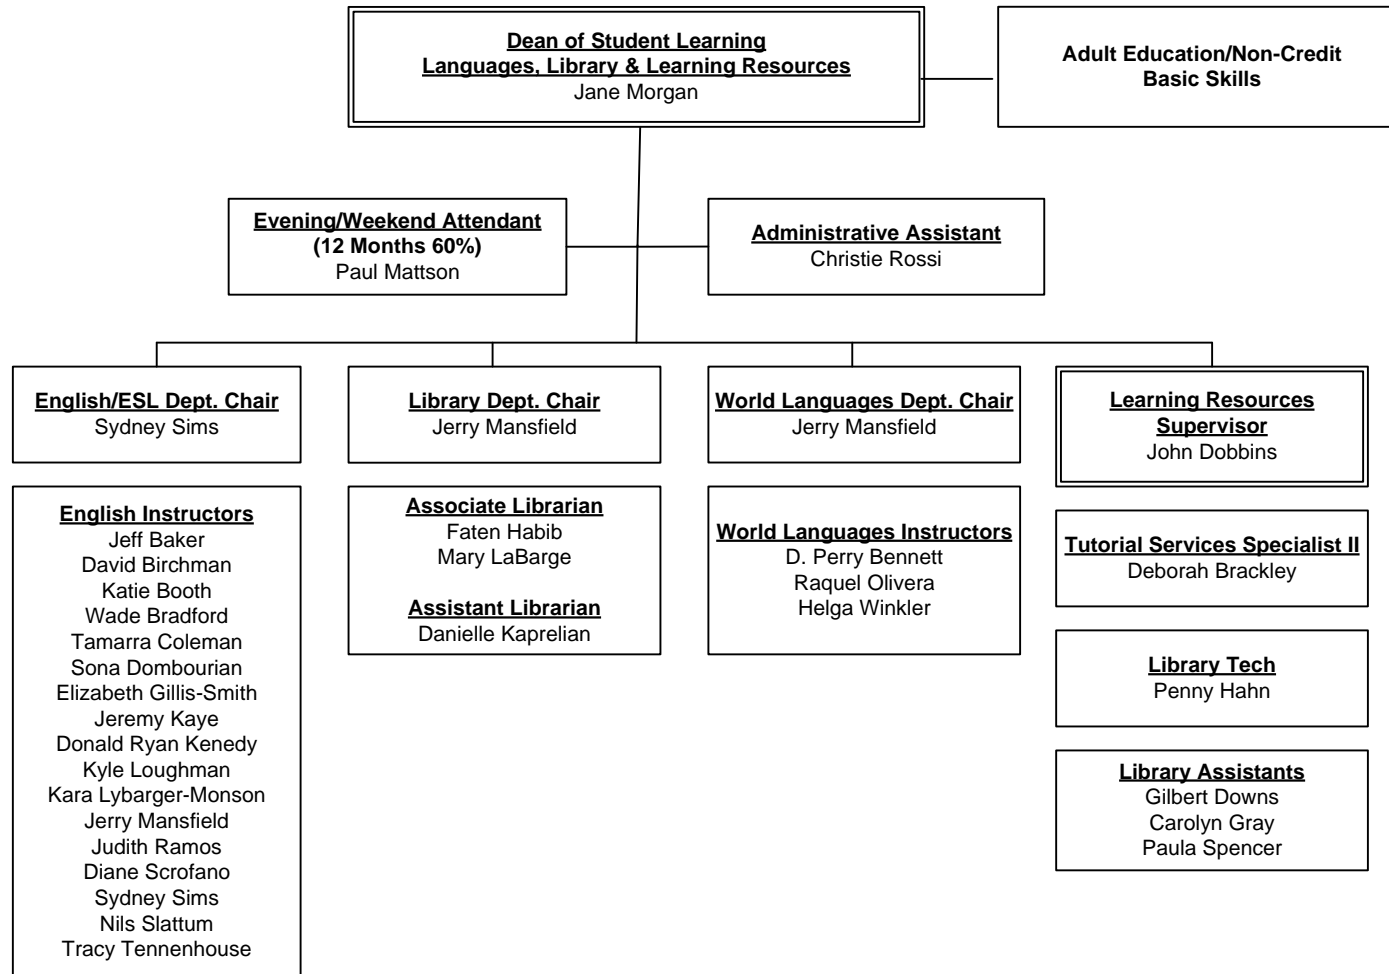 Dean of Student Learning
Languages, Library & Learning Resources
Jane Morgan
Adult Education/Non-Credit
Basic Skills
Evening/Weekend Attendant
(12 Months 60%)
Paul Mattson
Administrative Assistant
Christie Rossi
English/ESL Dept. Chair
Sydney Sims
Library Dept. Chair
Jerry Mansfield
World Languages Dept. Chair
Jerry Mansfield
Learning Resources
Supervisor
John Dobbins
English Instructors
Jeff Baker
David Birchman
Katie Booth
Wade Bradford
Tamarra Coleman
Sona Dombourian
Elizabeth Gillis-Smith
Jeremy Kaye
Donald Ryan Kenedy
Kyle Loughman
Kara Lybarger-Monson
Jerry Mansfield
Judith Ramos
Diane Scrofano
Sydney Sims
Nils Slattum
Tracy Tennenhouse
Associate Librarian
Faten Habib
Mary LaBarge
Assistant Librarian
Danielle Kaprelian
World Languages Instructors
D. Perry Bennett
Raquel Olivera
Helga Winkler
Tutorial Services Specialist II
Deborah Brackley
Library Tech
Penny Hahn
Library Assistants
Gilbert Downs
Carolyn Gray
Paula Spencer